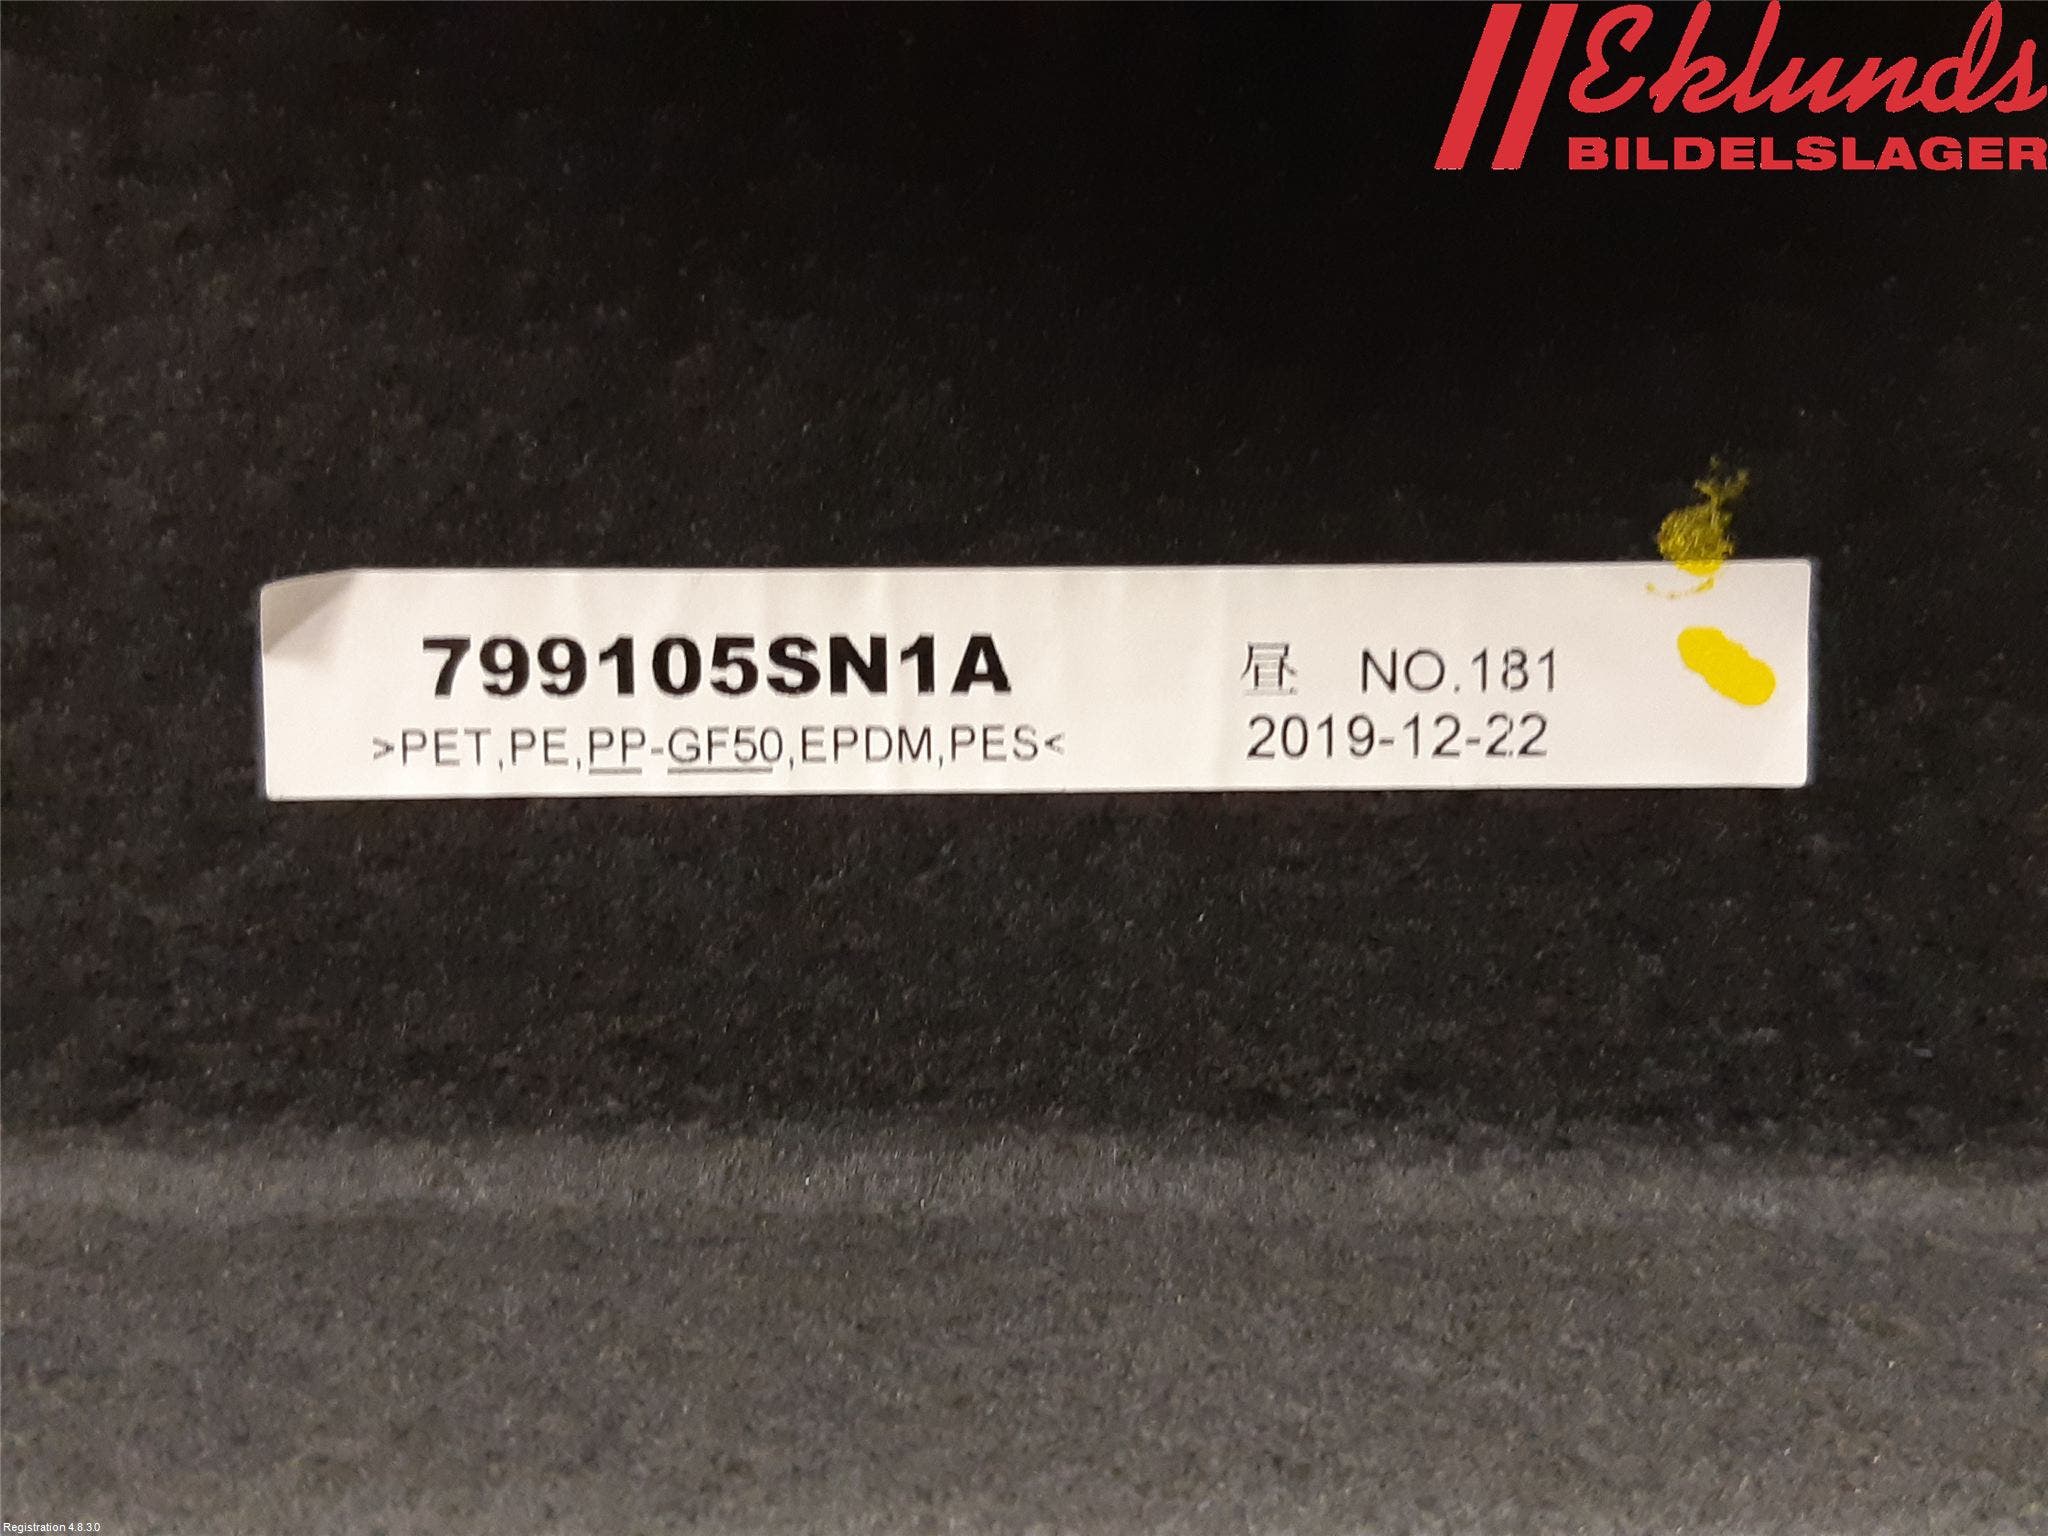 Eklunds
BILDELSLAGER
799105SN1A
>PET,PE,PP-GF50,EPDM,PES<
昼 NO.181
2019-12-22
Registration 4.8.3.0